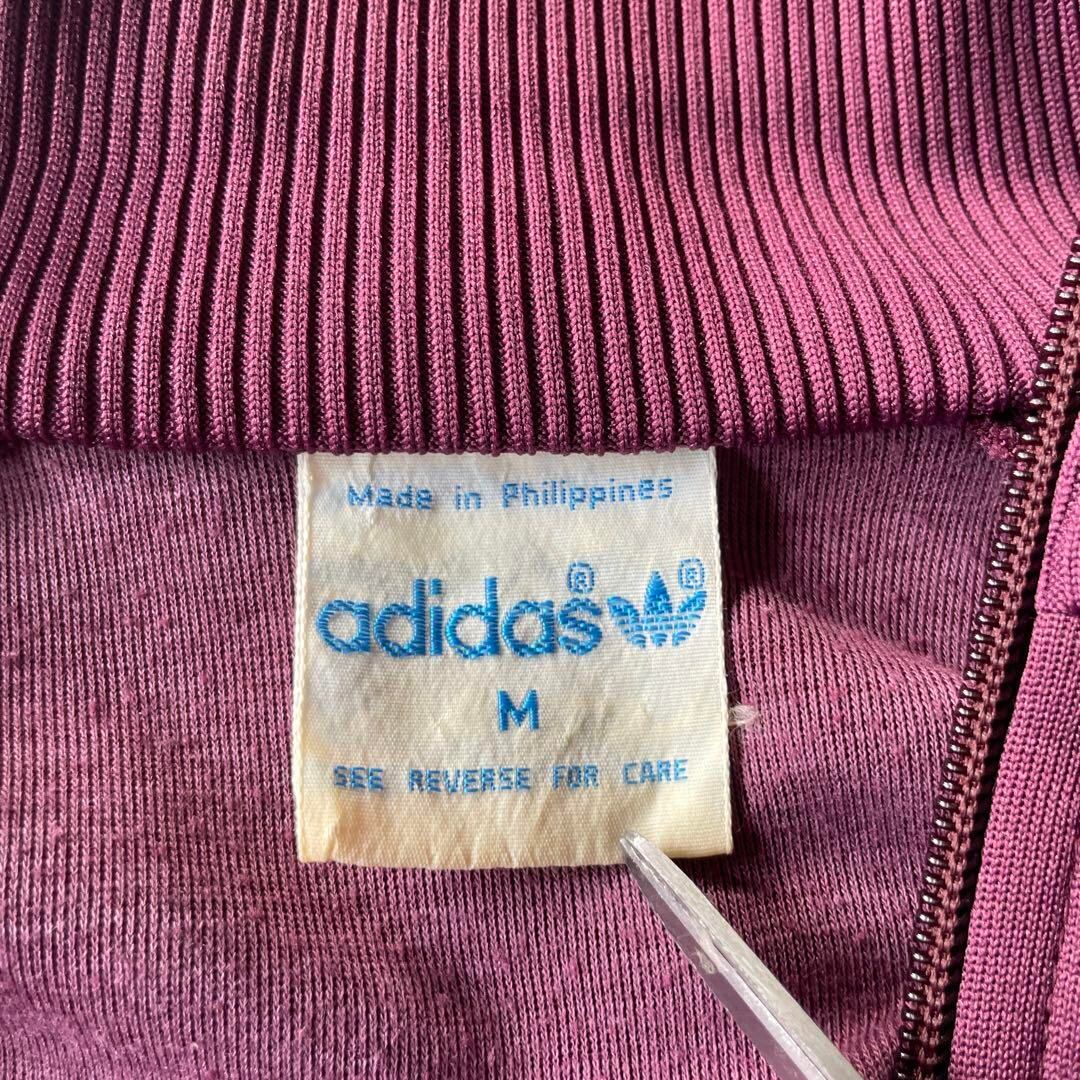 Made in Philippines
adidas® ®
M
SEE REVERSE FOR CARE